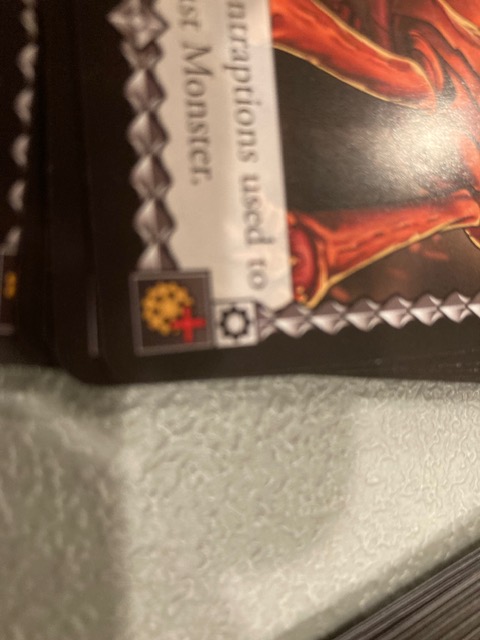 ntraptions used to
st Monster.